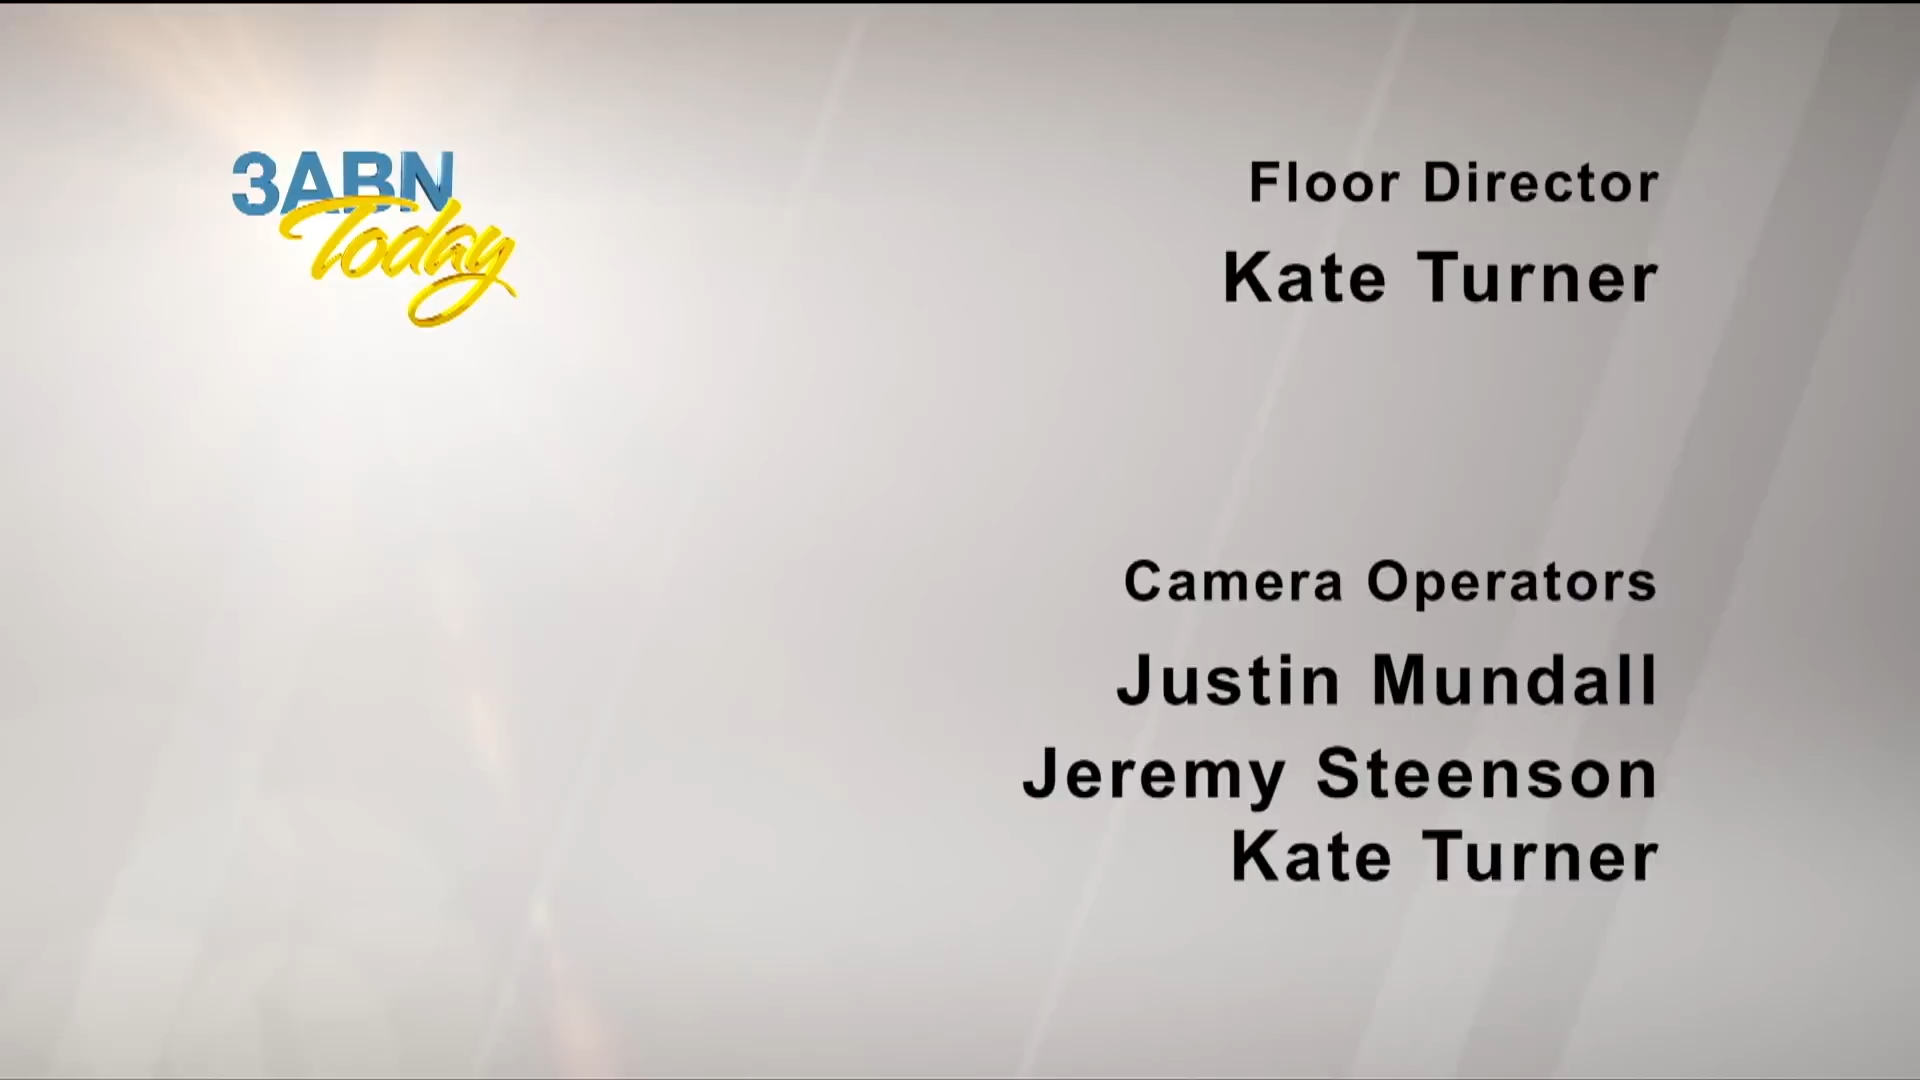 3ABN
Today
Floor Director
Kate Turner
Camera Operators
Justin Mundall
Jeremy Steenson
Kate Turner